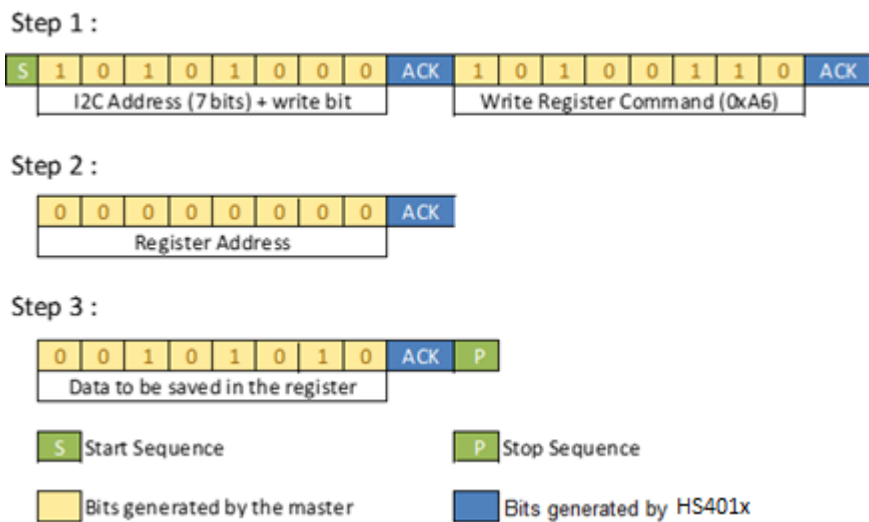 Step 1 :
S 1 0 1 0 1 0 0 0 ACK 1 0 1 0 0 1 1 0 ACK
I2C Address (7 bits) + write bit Write Register Command (0xA6)
Step 2 :
0 0 0 0 0 0 0 0 ACK
Register Address
Step 3 :
0 0 1 0 1 0 1 0 ACK P
Data to be saved in the register
S Start Sequence P Stop Sequence
Bits generated by the master Bits generated by HS401x